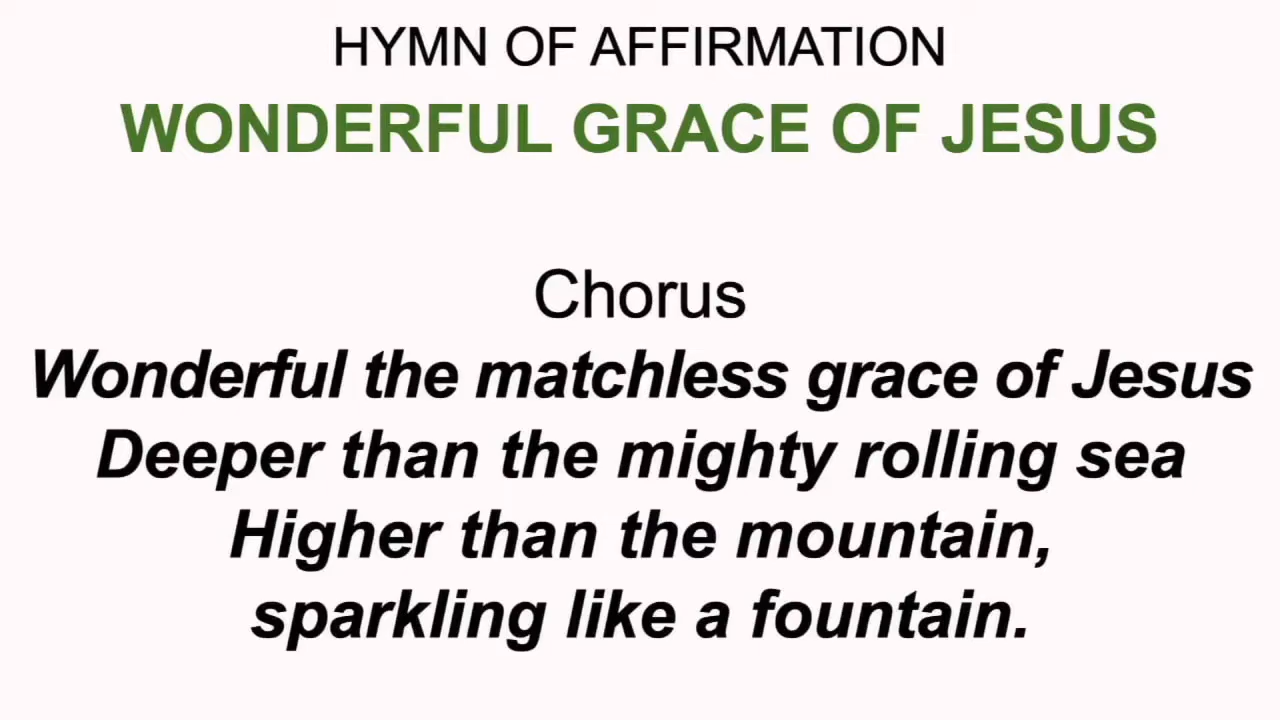 HYMN OF AFFIRMATION
WONDERFUL GRACE OF JESUS
Chorus
Wonderful the matchless grace of Jesus
Deeper than the mighty rolling sea
Higher than the mountain,
sparkling like a fountain.